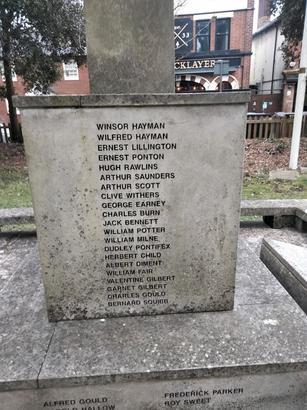 33
CKLAYER
WINSOR HAYMAN
WILFRED HAYMAN
ERNEST LILLINGTON
ERNEST PONTON
HUGH RAWLINS
ARTHUR SAUNDERS
ARTHUR SCOTT
CLIVE WITHERS
GEORGE EARNEY
CHARLES BURN
JACK BENNETT
WILLIAM POTTER
WILLIAM MILNE
DUDLEY PONTIFEX
HERBERT CHILD
ALBERT DIMENT
WILLIAM FAIR
VALENTINE GILBERT
GARNET GILBERT
CHARLES GOULD
BERNARD SQUIBB
ALFRED GOULD
HALLOW
FREDERICK PARKER
ROY SWEET